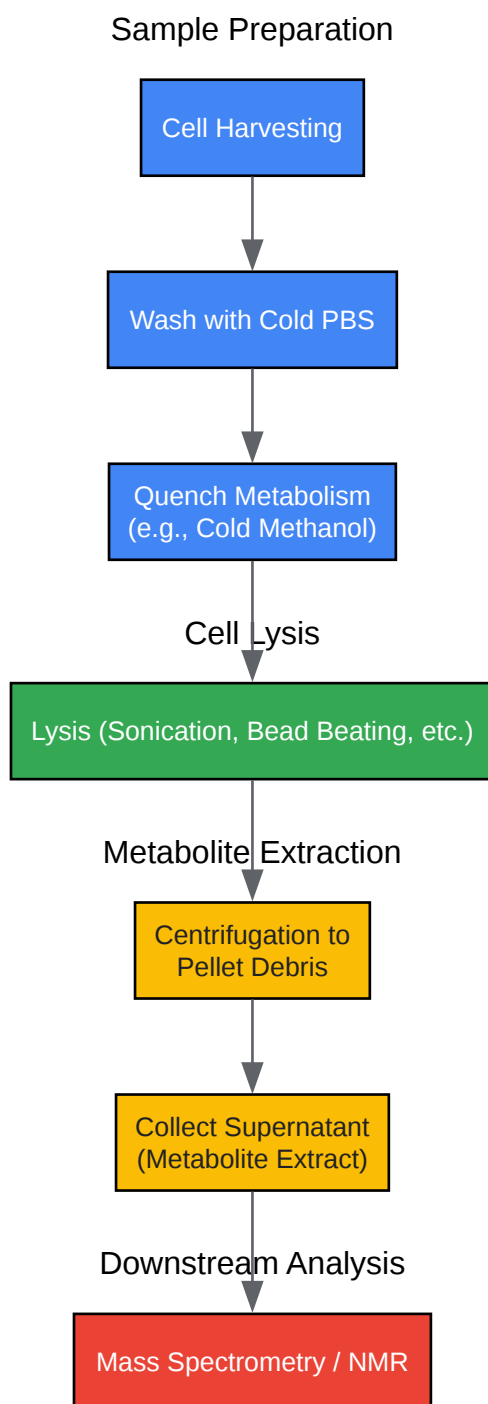 Sample Preparation
Cell Harvesting
Wash with Cold PBS
Quench Metabolism
(e.g., Cold Methanol)
Cell Lysis
Lysis (Sonication, Bead Beating, etc.)
Metabolite Extraction
Centrifugation to
Pellet Debris
Collect Supernatant
(Metabolite Extract)
Downstream Analysis
Mass Spectrometry / NMR